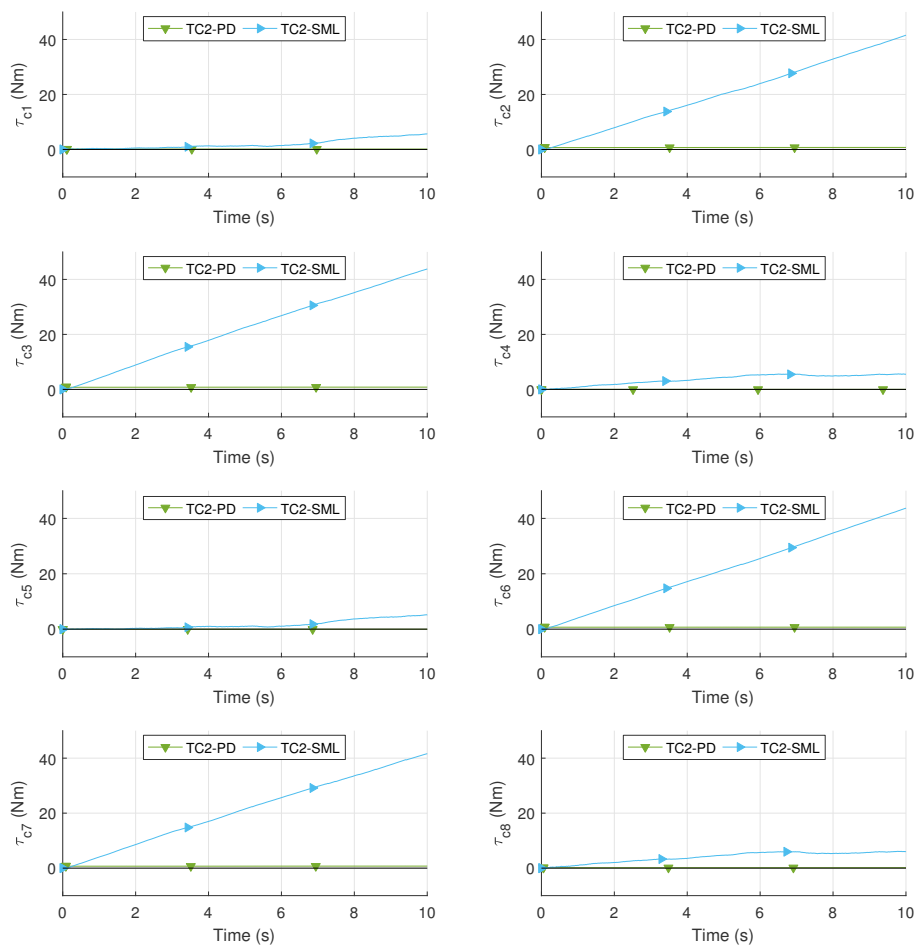 TC2-PD TC2-SML
40
20
0
τc1 (Nm)
0 2 4 6 8 10
Time (s)
TC2-PD TC2-SML
40
20
0
τc2 (Nm)
0 2 4 6 8 10
Time (s)
TC2-PD TC2-SML
40
20
0
τc3 (Nm)
0 2 4 6 8 10
Time (s)
TC2-PD TC2-SML
40
20
0
τc4 (Nm)
0 2 4 6 8 10
Time (s)
TC2-PD TC2-SML
40
20
0
τc5 (Nm)
0 2 4 6 8 10
Time (s)
TC2-PD TC2-SML
40
20
0
τc6 (Nm)
0 2 4 6 8 10
Time (s)
TC2-PD TC2-SML
40
20
0
τc7 (Nm)
0 2 4 6 8 10
Time (s)
TC2-PD TC2-SML
40
20
0
τc8 (Nm)
0 2 4 6 8 10
Time (s)